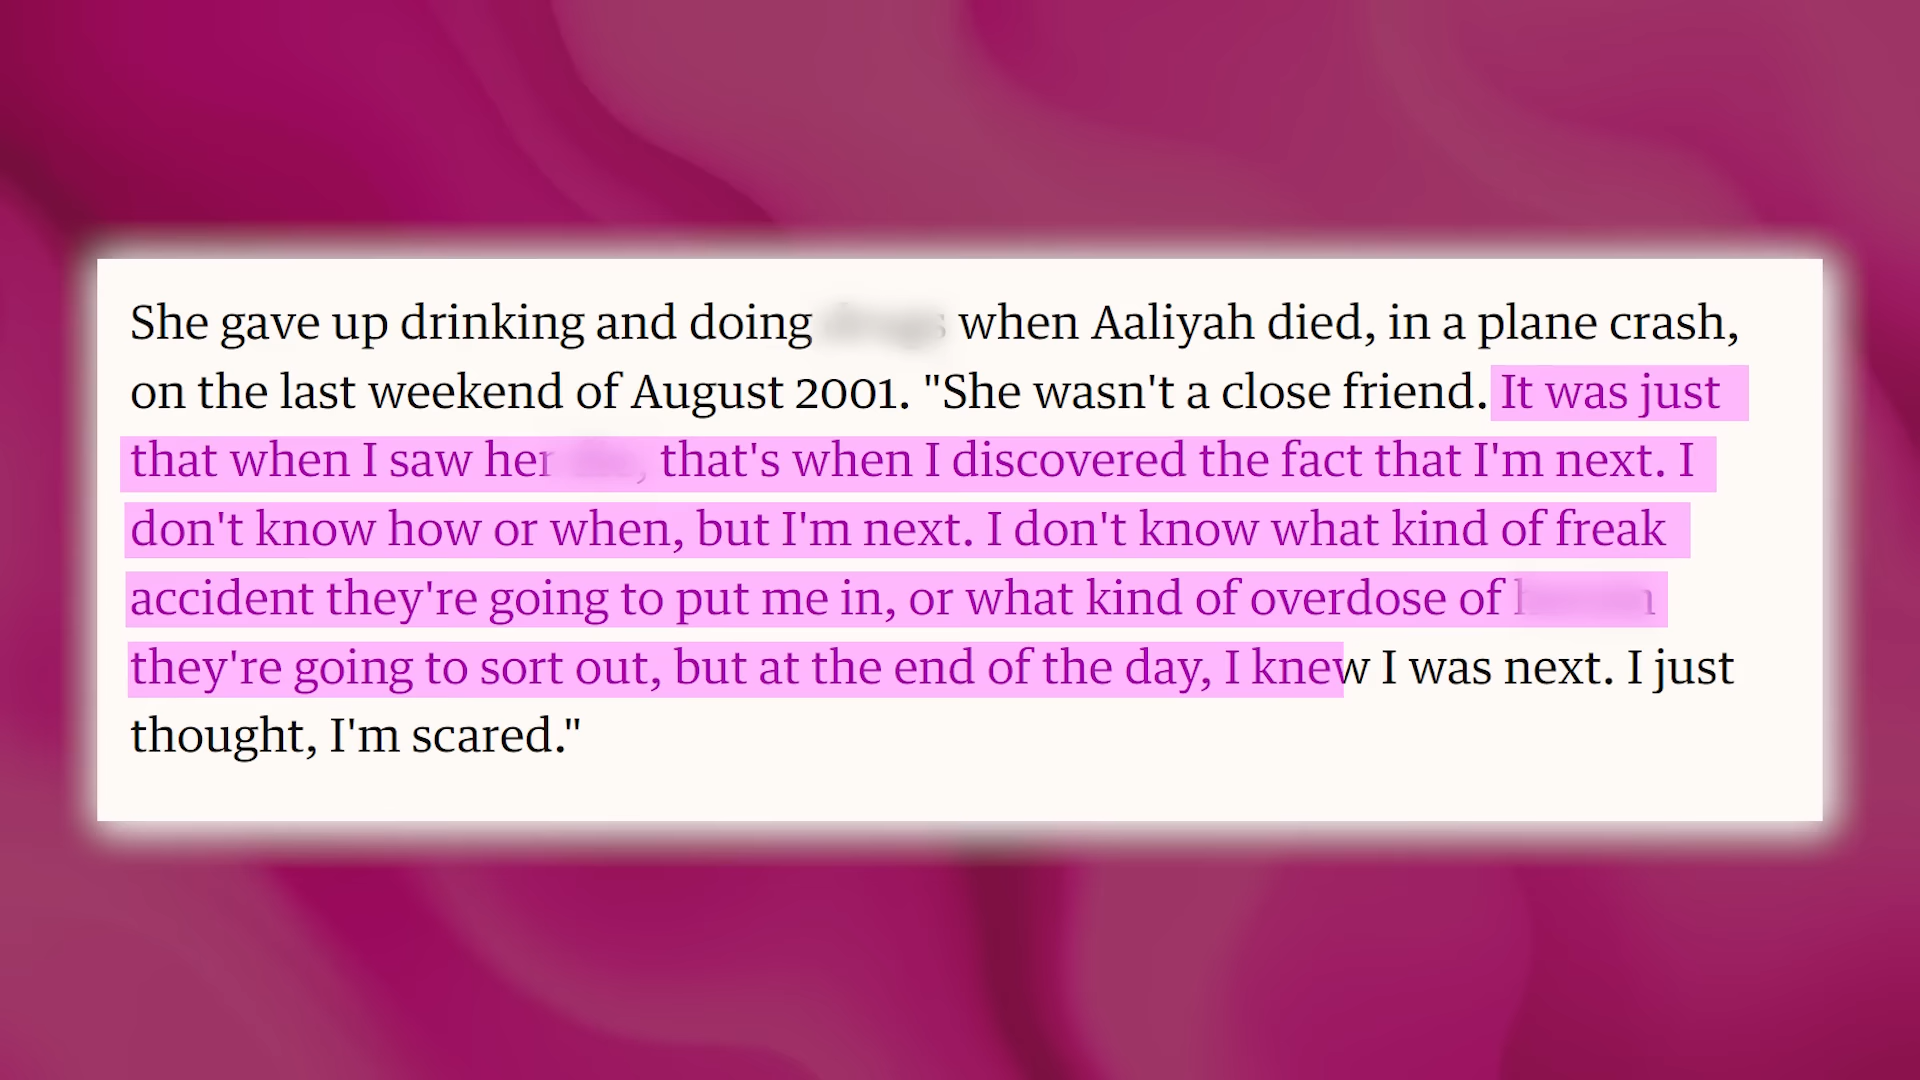 She gave up drinking and doing when Aaliyah died, in a plane crash,
on the last weekend of August 2001. "She wasn't a close friend. It was just
that when I saw her that's when I discovered the fact that I'm next. I
don't know how or when, but I'm next. I don't know what kind of freak
accident they're going to put me in, or what kind of overdose of
they're going to sort out, but at the end of the day, I knew I was next. I just
thought, I'm scared."